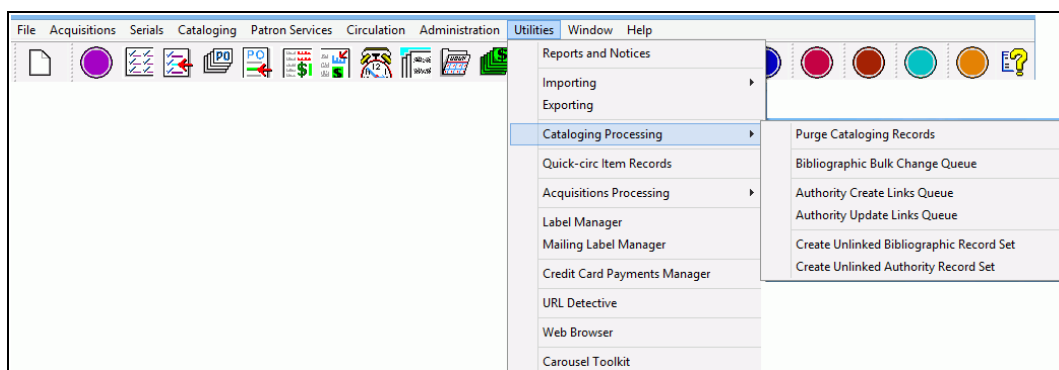 File Acquisitions Serials Cataloging Patron Services Circulation Administration Utilities Window Help
Reports and Notices
Importing
Exporting
Cataloging Processing
Quick-circ Item Records
Acquisitions Processing
Label Manager
Mailing Label Manager
Credit Card Payments Manager
URL Detective
Web Browser
Carousel Toolkit
Purge Cataloging Records
Bibliographic Bulk Change Queue
Authority Create Links Queue
Authority Update Links Queue
Create Unlinked Bibliographic Record Set
Create Unlinked Authority Record Set
PO
PO
12